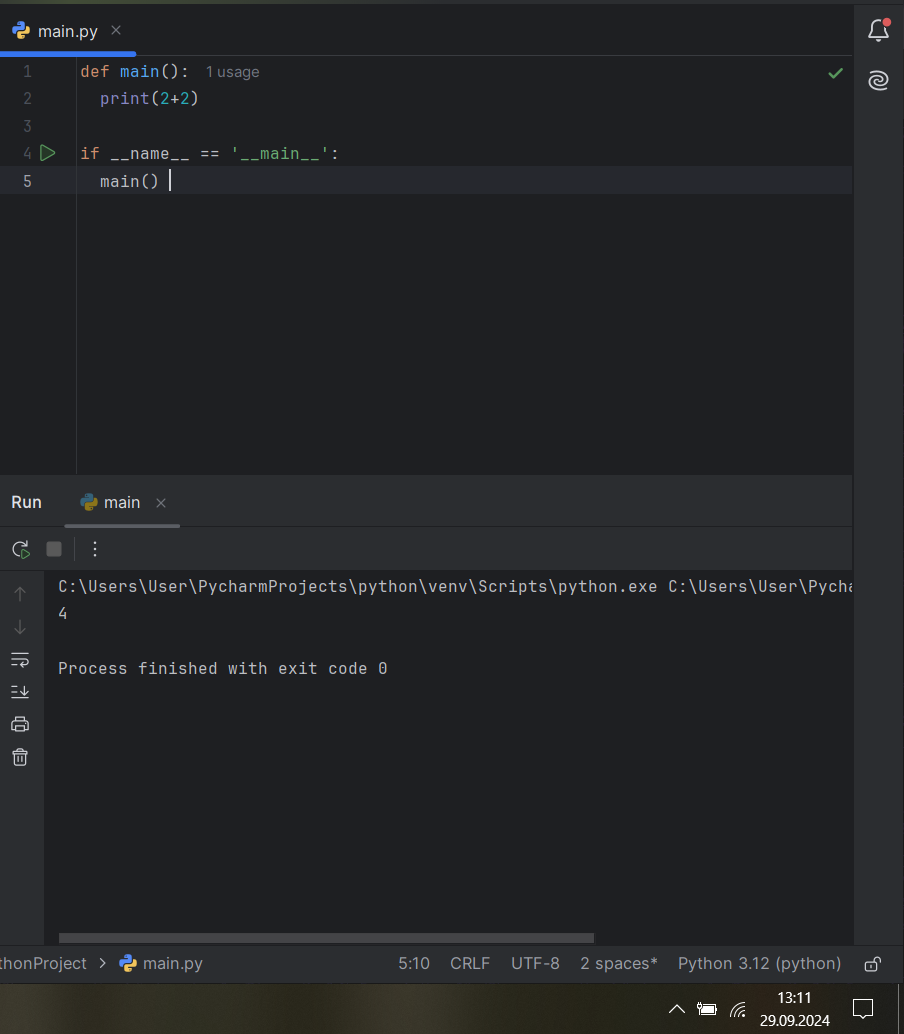 main.py
1 def main(): 1 usage
2   print(2+2)
3
4 if __name__ == '__main__':
5   main()
Run main
C:\Users\User\PycharmProjects\python\venv\Scripts\python.exe C:\Users\User\Pycha
4
Process finished with exit code 0
thonProject > main.py 5:10 CRLF UTF-8 2 spaces* Python 3.12 (python)
13:11
29.09.2024